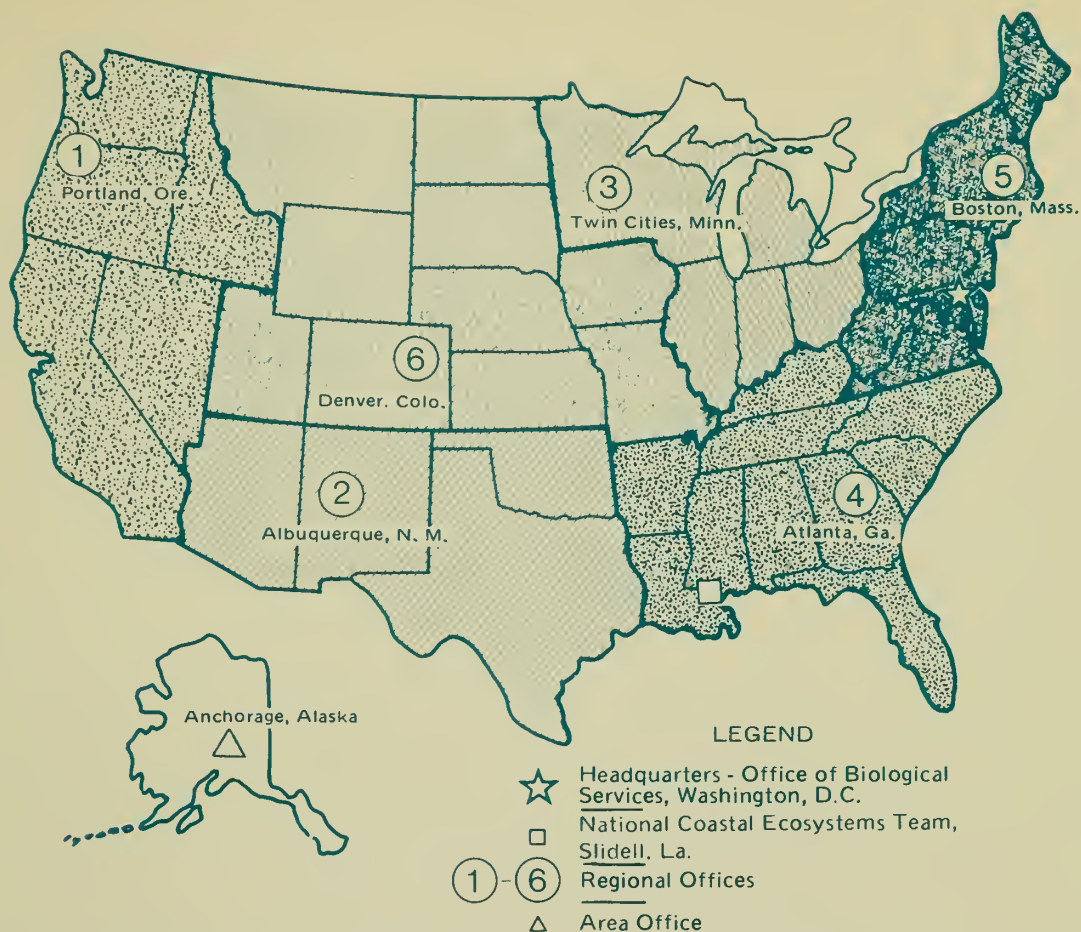 1
Portland, Ore.
3
Twin Cities, Minn.
5
Boston, Mass.
6
Denver. Colo.
2
Albuquerque, N. M.
4
Atlanta, Ga.
Anchorage, Alaska
LEGEND
Headquarters - Office of Biological
Services, Washington, D.C.
National Coastal Ecosystems Team,
Slidell, La.
1 - 6 Regional Offices
Area Office